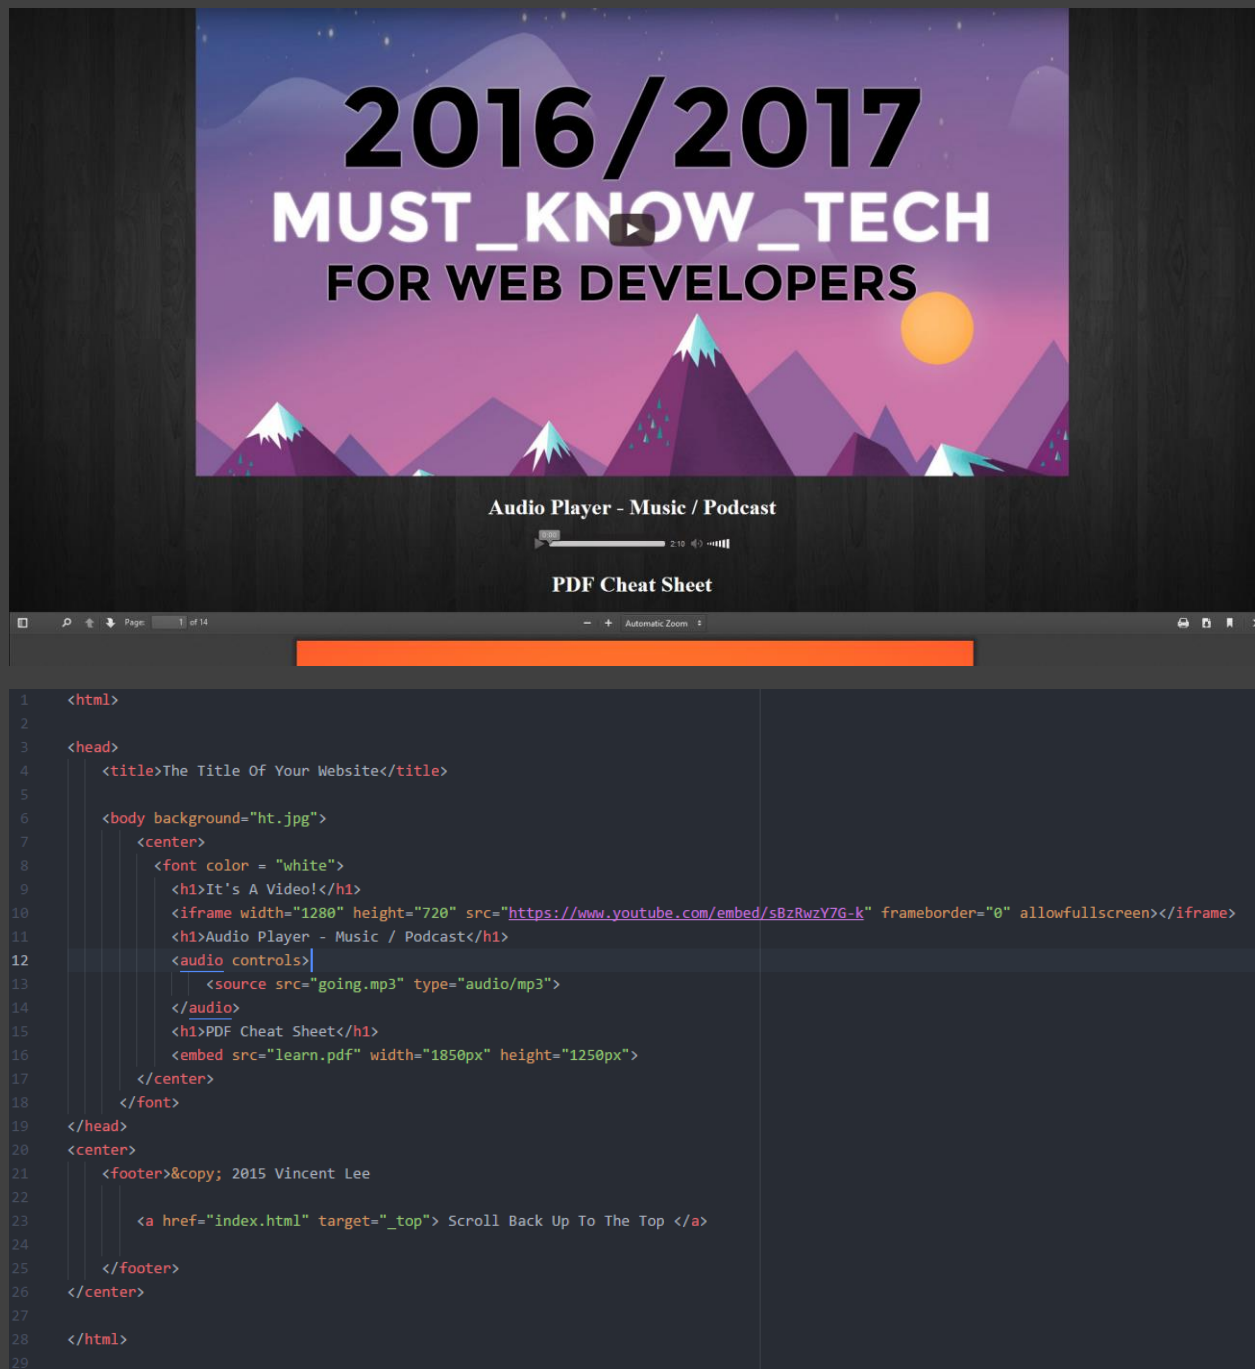 2016/2017
MUST_KNOW_TECH
FOR WEB DEVELOPERS
Audio Player - Music / Podcast
0:00 2:10
PDF Cheat Sheet
Page: 1 of 14 Automatic Zoom
1 <html>
2
3 <head>
4 <title>The Title Of Your Website</title>
5
6 <body background="ht.jpg">
7 <center>
8 <font color = "white">
9 <h1>It's A Video!</h1>
10 <iframe width="1280" height="720" src="https://www.youtube.com/embed/sBzRwzY7G-k" frameborder="0" allowfullscreen></iframe>
11 <h1>Audio Player - Music / Podcast</h1>
12 <audio controls>
13 <source src="going.mp3" type="audio/mp3">
14 </audio>
15 <h1>PDF Cheat Sheet</h1>
16 <embed src="learn.pdf" width="1850px" height="1250px">
17 </center>
18 </font>
19 </head>
20 <center>
21 <footer>&copy; 2015 Vincent Lee
22
23 <a href="index.html" target="_top"> Scroll Back Up To The Top </a>
24
25 </footer>
26 </center>
27
28 </html>
29